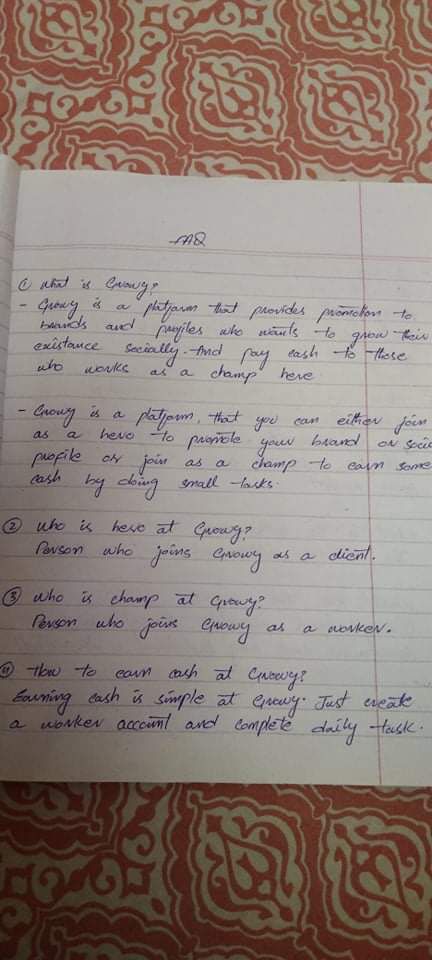 FAQ
① What is Growy?
- Growy is a platform that provides promotion to
brands and profiles who wants to grow their
existance socially. And pay cash to those
who works as a champ here
- Growy is a platform, that you can either join
as a hero to promote your brand or soci
profile or join as a champ to earn some
cash by doing small tasks.
② Who is hero at Growy?
Person who joins Growy as a client.
③ Who is champ at Growy?
Person who joins Growy as a worker.
④ How to earn cash at Growy?
Earning cash is simple at Growy. Just create
a worker account and complete daily task.